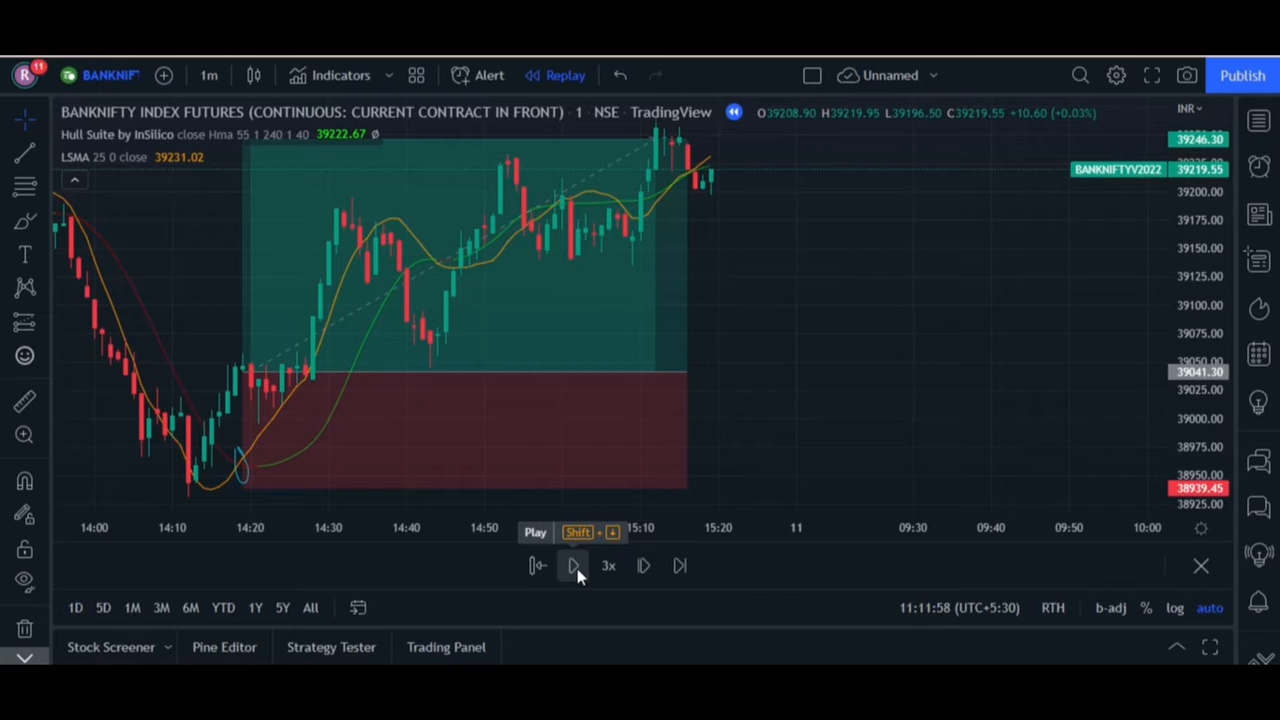 R 11 BANKNIF 1m Indicators Alert Replay Unnamed Publish
BANKNIFTY INDEX FUTURES (CONTINUOUS: CURRENT CONTRACT IN FRONT) · 1 · NSE · TradingView O39208.90 H39219.95 L39196.50 C39219.55 +10.60 (+0.03%) INR
Hull Suite by InSilico close Hma 55 1 240 1 40 39222.67 Ø
LSMA 25 0 close 39231.02
39246.30
BANKNIFTYV2022 39219.55
39200.00
39175.00
39150.00
39125.00
39100.00
39075.00
39050.00
39041.30
39025.00
39000.00
38975.00
38950.00
38939.45
38925.00
14:00 14:10 14:20 14:30 14:40 14:50 15:10 15:20 11 09:30 09:40 09:50 10:00
Play Shift + ↓
3x
1D 5D 1M 3M 6M YTD 1Y 5Y All 11:11:58 (UTC+5:30) RTH b-adj % log auto
Stock Screener Pine Editor Strategy Tester Trading Panel